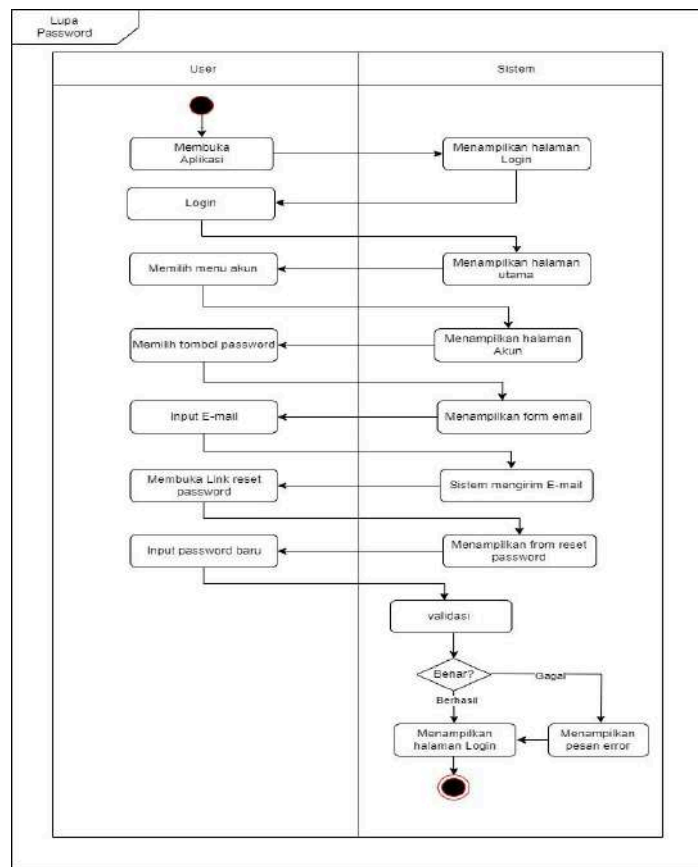 Lupa
Password
User
Sistem
Membuka
Aplikasi
Menampilkan halaman
Login
Login
Menampilkan halaman
utama
Memilih menu akun
Menampilkan halaman
Akun
Memilih tombol password
Menampilkan form email
Input E-mail
Sistem mengirim E-mail
Membuka Link reset
password
Menampilkan from reset
password
Input password baru
validasi
Benar?
Gagal
Berhasil
Menampilkan
halaman Login
Menampilkan
pesan error